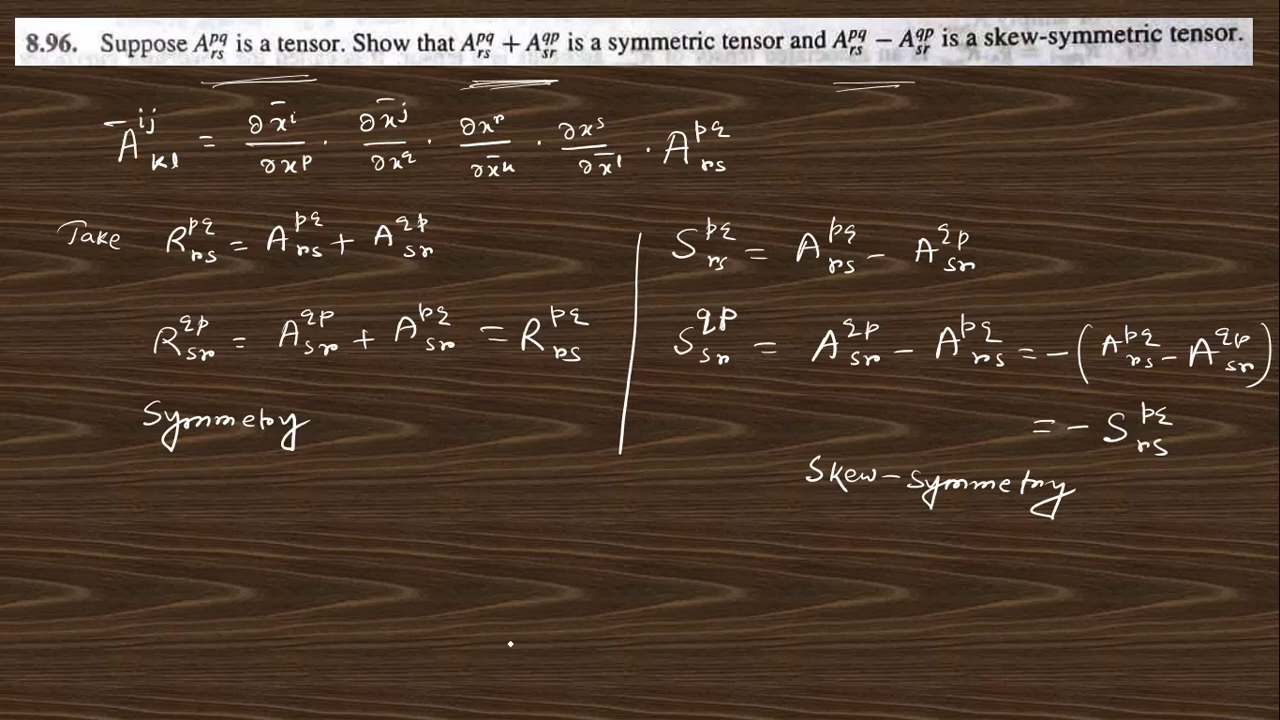 8.96. Suppose A^{pq}_{rs} is a tensor. Show that A^{pq}_{rs} + A^{qp}_{sr} is a symmetric tensor and A^{pq}_{rs} − A^{qp}_{sr} is a skew-symmetric tensor.
Ā^{ij}_{kl} = ∂x̄^i/∂x^p · ∂x̄^j/∂x^q · ∂x^r/∂x̄^k · ∂x^s/∂x̄^l · A^{pq}_{rs}
Take R^{pq}_{rs} = A^{pq}_{rs} + A^{qp}_{sr}
R^{qp}_{sr} = A^{qp}_{sr} + A^{pq}_{sr} = R^{pq}_{rs}
Symmetry
S^{pq}_{rs} = A^{pq}_{rs} − A^{qp}_{sr}
S^{qp}_{sr} = A^{qp}_{sr} − A^{pq}_{rs} = −(A^{pq}_{rs} − A^{qp}_{sr})
= − S^{pq}_{rs}
Skew-symmetry